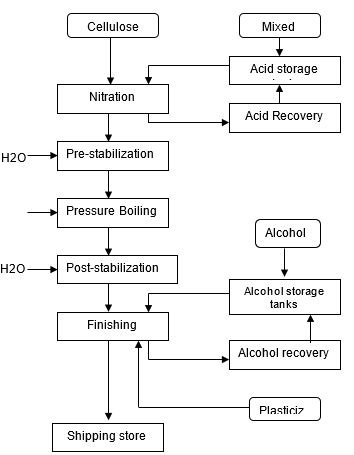 Cellulose
Mixed
Acid storage
Nitration
Acid Recovery
H2O
Pre-stabilization
Pressure Boiling
Alcohol
H2O
Post-stabilization
Alcohol storage
tanks
Finishing
Alcohol recovery
Plasticiz
Shipping store